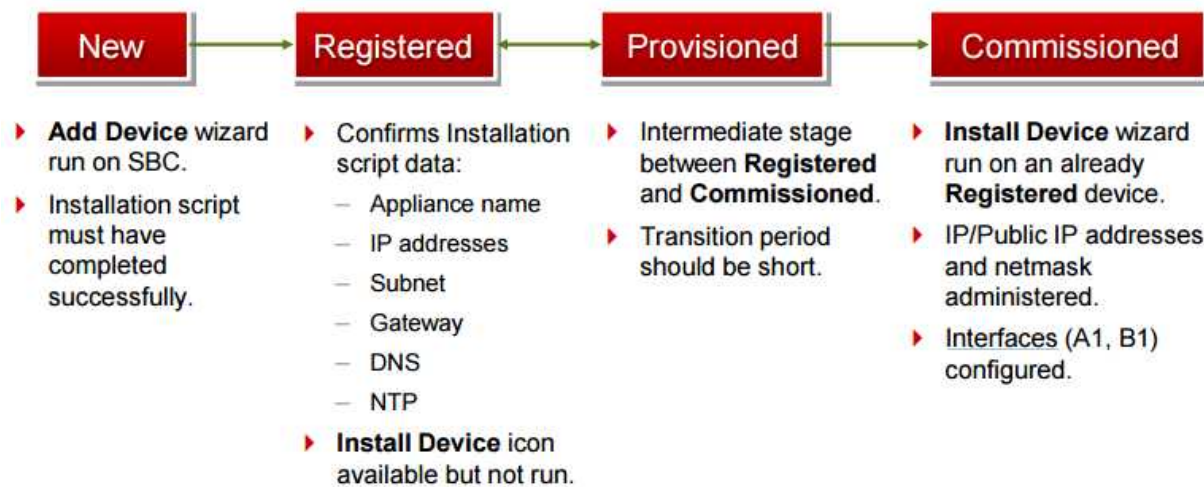 New
Registered
Provisioned
Commissioned
Add Device wizard
run on SBC.
Installation script
must have
completed
successfully.
Confirms Installation
script data:
– Appliance name
– IP addresses
– Subnet
– Gateway
– DNS
– NTP
Install Device icon
available but not run.
Intermediate stage
between Registered
and Commissioned.
Transition period
should be short.
Install Device wizard
run on an already
Registered device.
IP/Public IP addresses
and netmask
administered.
Interfaces (A1, B1)
configured.